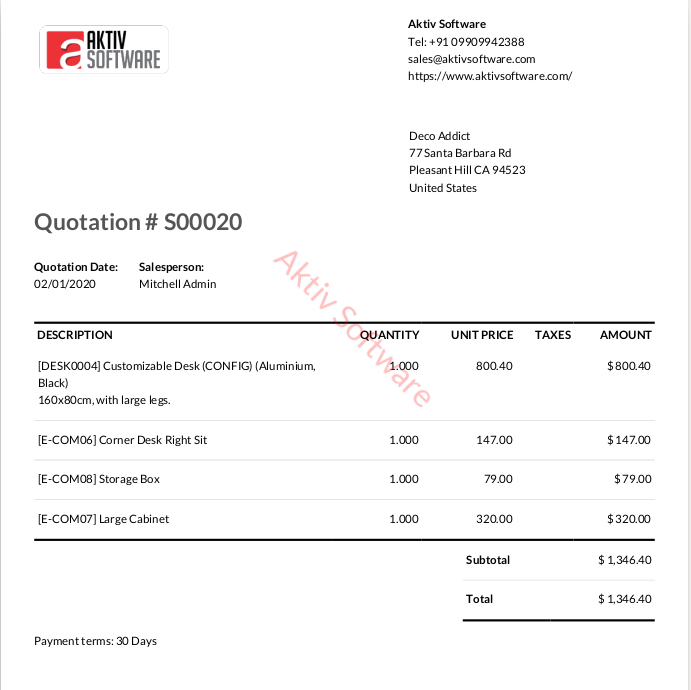 AKTIV
SOFTWARE
Aktiv Software
Tel: +91 09909942388
sales@aktivsoftware.com
https://www.aktivsoftware.com/
Deco Addict
77 Santa Barbara Rd
Pleasant Hill CA 94523
United States
Quotation # S00020
Quotation Date: Salesperson:
02/01/2020 Mitchell Admin
Aktiv Software
DESCRIPTION QUANTITY UNIT PRICE TAXES AMOUNT
[DESK0004] Customizable Desk (CONFIG) (Aluminium, 1.000 800.40 $ 800.40
Black)
160x80cm, with large legs.
[E-COM06] Corner Desk Right Sit 1.000 147.00 $ 147.00
[E-COM08] Storage Box 1.000 79.00 $ 79.00
[E-COM07] Large Cabinet 1.000 320.00 $ 320.00
Subtotal $ 1,346.40
Total $ 1,346.40
Payment terms: 30 Days